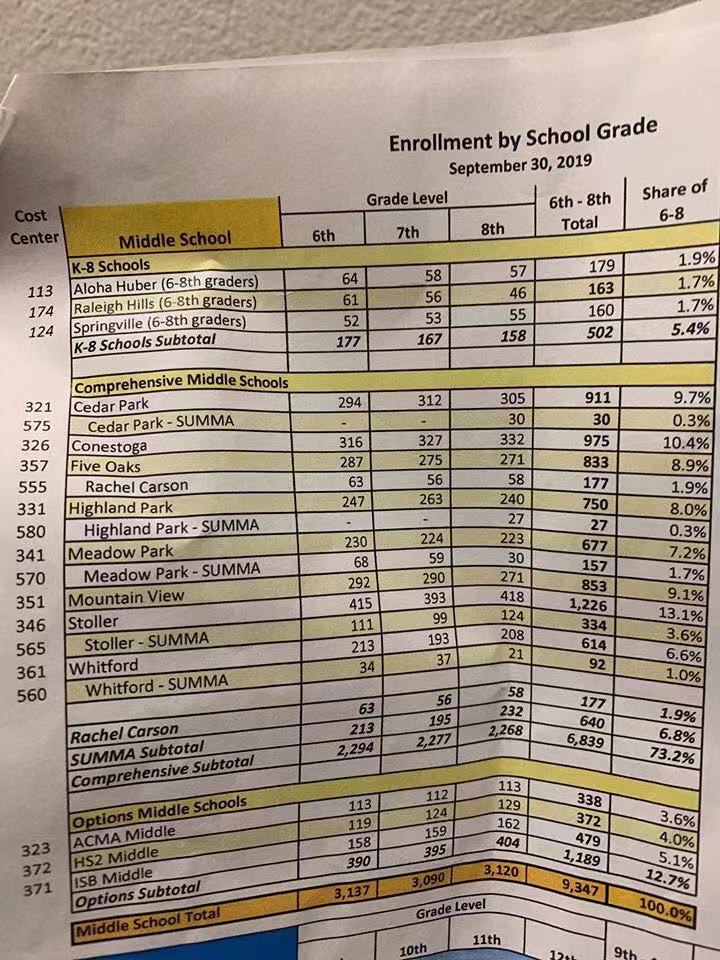 Enrollment by School Grade
September 30, 2019
Cost Center Middle School Grade Level 6th - 8th Total Share of 6-8
6th 7th 8th
K-8 Schools
113 Aloha Huber (6-8th graders) 64 58 57 179 1.9%
174 Raleigh Hills (6-8th graders) 61 56 46 163 1.7%
124 Springville (6-8th graders) 52 53 55 160 1.7%
K-8 Schools Subtotal 177 167 158 502 5.4%
Comprehensive Middle Schools
321 Cedar Park 294 312 305 911 9.7%
575 Cedar Park - SUMMA - - 30 30 0.3%
326 Conestoga 316 327 332 975 10.4%
357 Five Oaks 287 275 271 833 8.9%
555 Rachel Carson 63 56 58 177 1.9%
331 Highland Park 247 263 240 750 8.0%
580 Highland Park - SUMMA - - 27 27 0.3%
341 Meadow Park 230 224 223 677 7.2%
570 Meadow Park - SUMMA 68 59 30 157 1.7%
351 Mountain View 292 290 271 853 9.1%
346 Stoller 415 393 418 1,226 13.1%
565 Stoller - SUMMA 111 99 124 334 3.6%
361 Whitford 213 193 208 614 6.6%
560 Whitford - SUMMA 34 37 21 92 1.0%
Rachel Carson 63 56 58 177 1.9%
SUMMA Subtotal 213 195 232 640 6.8%
Comprehensive Subtotal 2,294 2,277 2,268 6,839 73.2%
Options Middle Schools
323 ACMA Middle 113 112 113 338 3.6%
372 HS2 Middle 119 124 129 372 4.0%
371 ISB Middle 158 159 162 479 5.1%
Options Subtotal 390 395 404 1,189 12.7%
Middle School Total 3,137 3,090 3,120 9,347 100.0%
Grade Level
10th 11th 12th 9th -